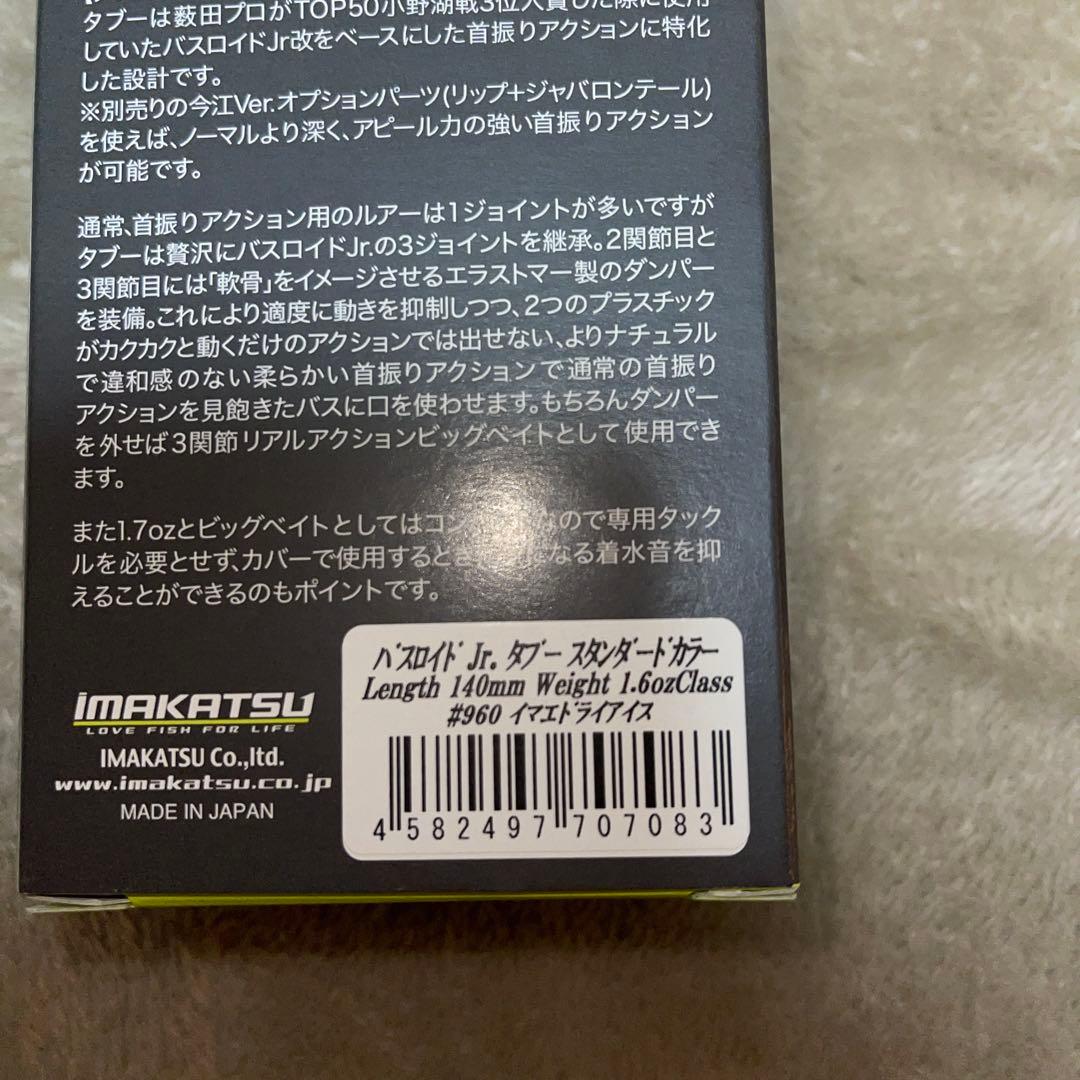 タブーは薮田プロがTOP50小野湖戦3位入賞した際に使用
していたバスロイドJr改をベースにした首振りアクションに特化
した設計です。
※別売りの今江Ver.オプションパーツ(リップ+ジャバロンテール)
を使えば、ノーマルより深く、アピール力の強い首振りアクション
が可能です。
通常、首振りアクション用のルアーは1ジョイントが多いですが
タブーは贅沢にバスロイドJr.の3ジョイントを継承。2関節目と
3関節目には「軟骨」をイメージさせるエラストマー製のダンパー
を装備。これにより適度に動きを抑制しつつ、2つのプラスチック
がカクカクと動くだけのアクションでは出せない、よりナチュラル
で違和感のない柔らかい首振りアクションで通常の首振り
アクションを見飽きたバスに口を使わせます。もちろんダンパー
を外せば3関節リアルアクションビッグベイトとして使用でき
ます。
また1.7ozとビッグベイトとしてはコン なので専用タック
ルを必要とせず、カバーで使用するとき なる着水音を抑
えることができるのもポイントです。
IMAKATSU
LOVE FISH FOR LIFE
IMAKATSU Co.,ltd.
www.imakatsu.co.jp
MADE IN JAPAN
バスロイド Jr. タブー スタンダードカラー
Length 140mm Weight 1.6ozClass
#960 イマエドライアイス
4 582497 707083